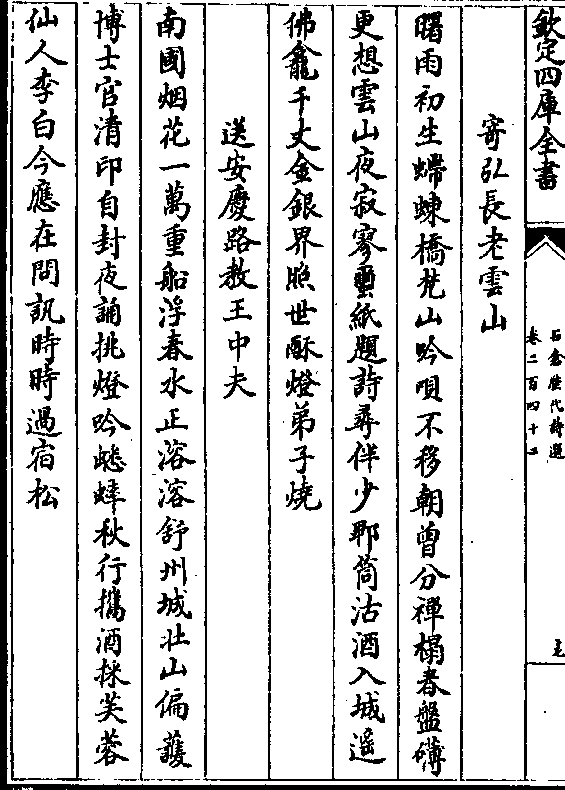 欽定四庫全書
石倉歷代詩選
卷二百四十二
寄弘長老雲山
曙雨初生螮蝀橋梵山吟唄不移朝曾分禪榻春盤礴
更想雲山夜寂寥蠒紙題詩尋伴少郫筒沽酒入城遥
佛龕千丈金銀界照世酥燈弟子燒
送安慶路教王中夫
南國烟花一萬重船浮春水正溶溶舒州城壯山偏䕶
博士官清印自封夜誦挑燈吟蟋蟀秋行攜酒採芙蓉
仙人李白今應在問訊時時過宿松